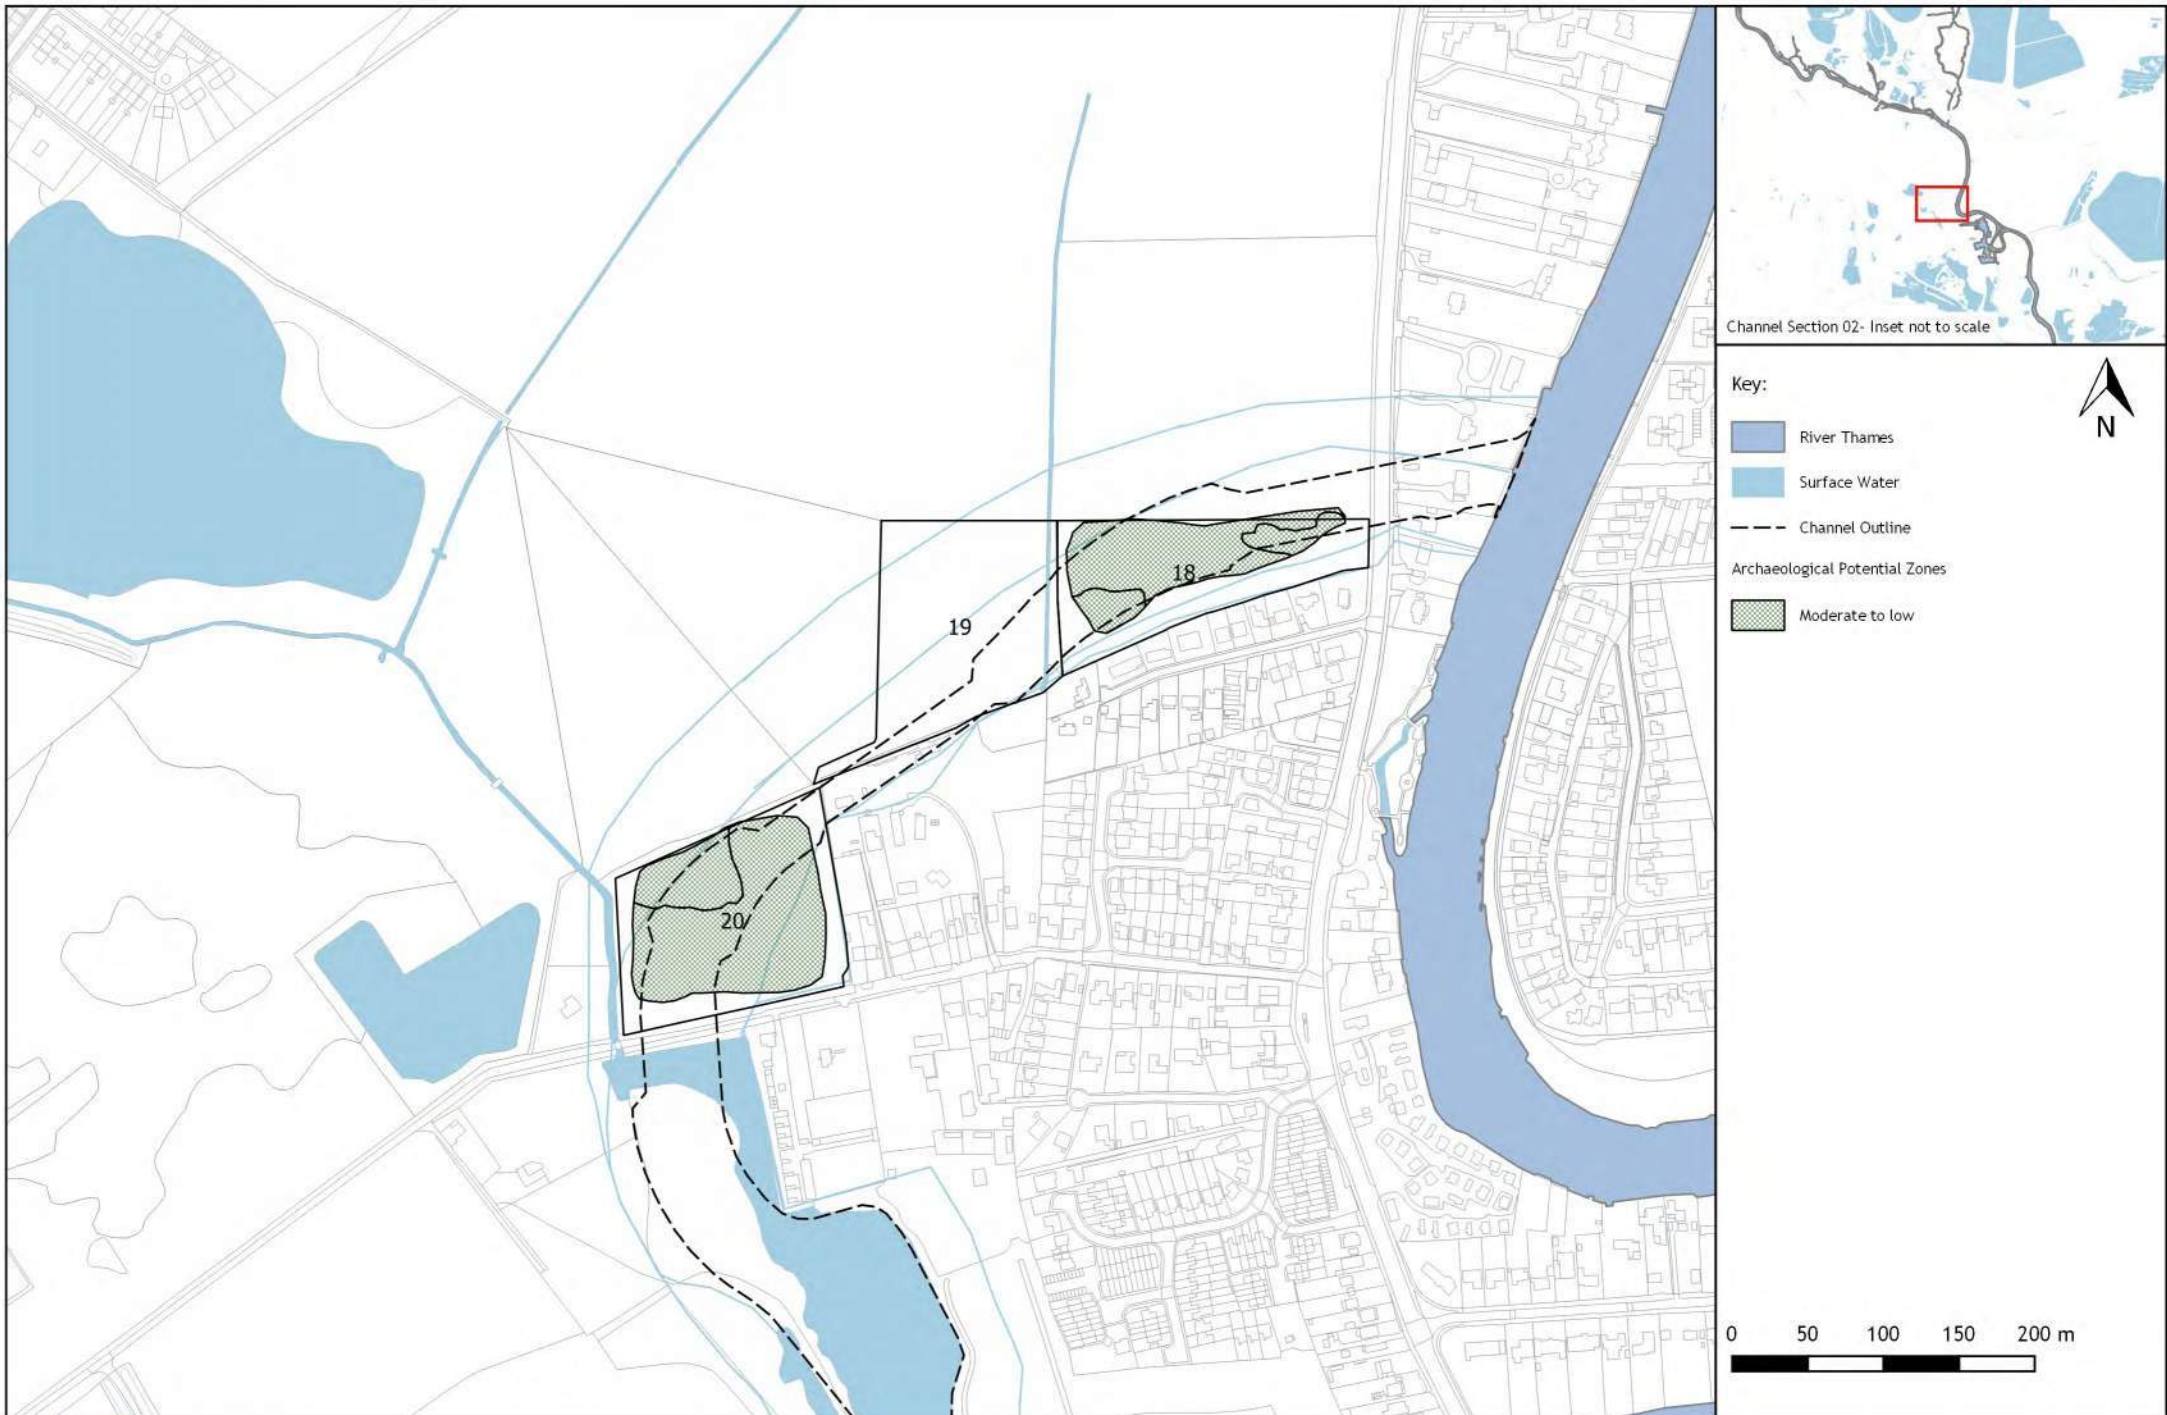 Channel Section 02- Inset not to scale
Key:
N
River Thames
Surface Water
Channel Outline
Archaeological Potential Zones
Moderate to low
18
19
20
0 50 100 150 200 m